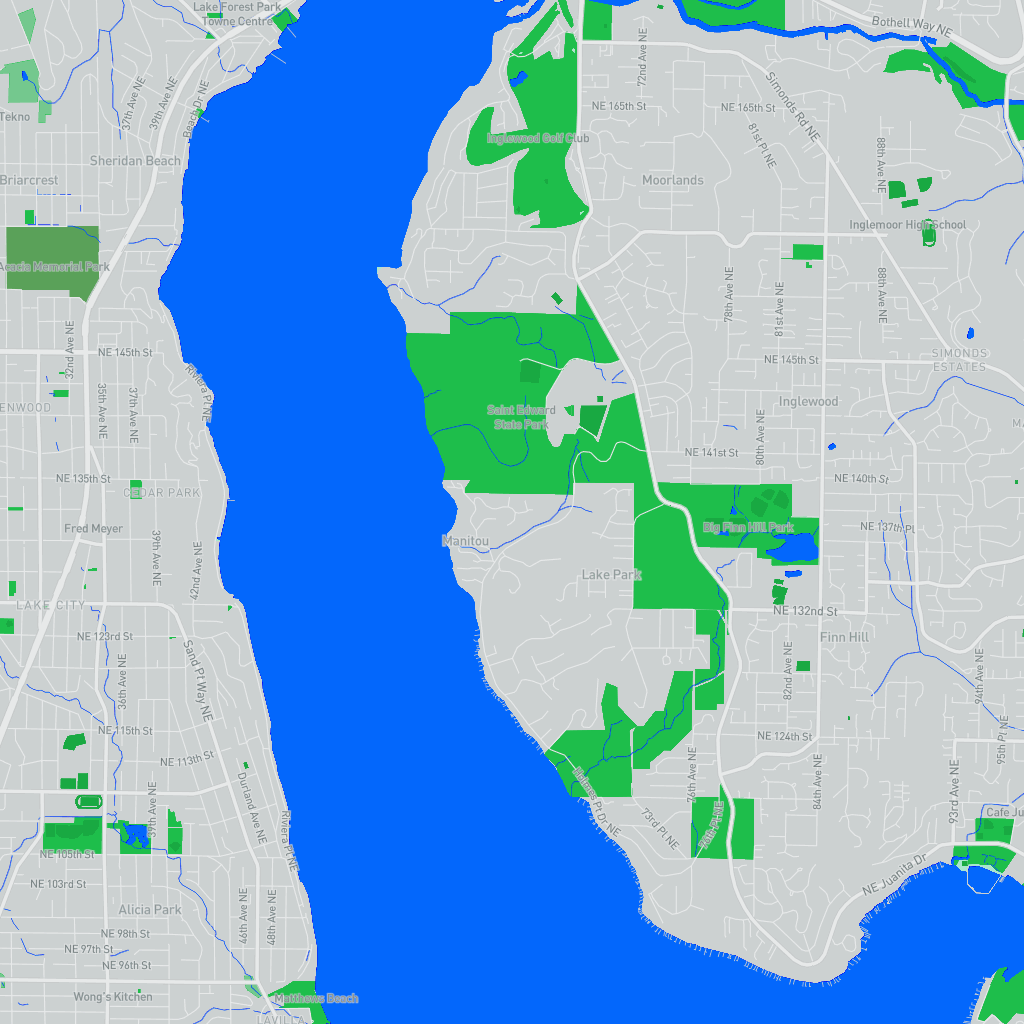 Lake Forest Park
Towne Centre
Bothell Way NE
72nd Ave NE
37th Ave NE
39th Ave NE
Beach Dr NE
NE 165th St
NE 165th St
Simonds Rd NE
Tekno
Inglewood Golf Club
81st Pl NE
88th Ave NE
Sheridan Beach
Briarcrest
Moorlands
Inglemoor High School
Acacia Memorial Park
78th Ave NE
81st Ave NE
88th Ave NE
32nd Ave NE
NE 145th St
NE 145th St
SIMONDS
ESTATES
Riviera Pl NE
35th Ave NE
37th Ave NE
ENWOOD
Saint Edward
State Park
Inglewood
80th Ave NE
NE 141st St
NE 135th St
CEDAR PARK
NE 140th St
Fred Meyer
39th Ave NE
42nd Ave NE
Manitou
Big Finn Hill Park
NE 137th Pl
Lake Park
LAKE CITY
NE 132nd St
NE 123rd St
Finn Hill
Sand Pt Way NE
36th Ave NE
82nd Ave NE
94th Ave NE
NE 115th St
NE 124th St
95th Pl NE
NE 113th St
Durland Ave NE
39th Ave NE
Riviera Pl NE
Holmes Pt Dr NE
76th Ave NE
84th Ave NE
93rd Ave NE
73rd Pl NE
76th Pl NE
Cafe Ju
NE 105th St
NE Juanita Dr
NE 103rd St
Alicia Park
46th Ave NE
48th Ave NE
NE 98th St
NE 97th St
NE 96th St
Wong's Kitchen
Matthews Beach
LAVILLA